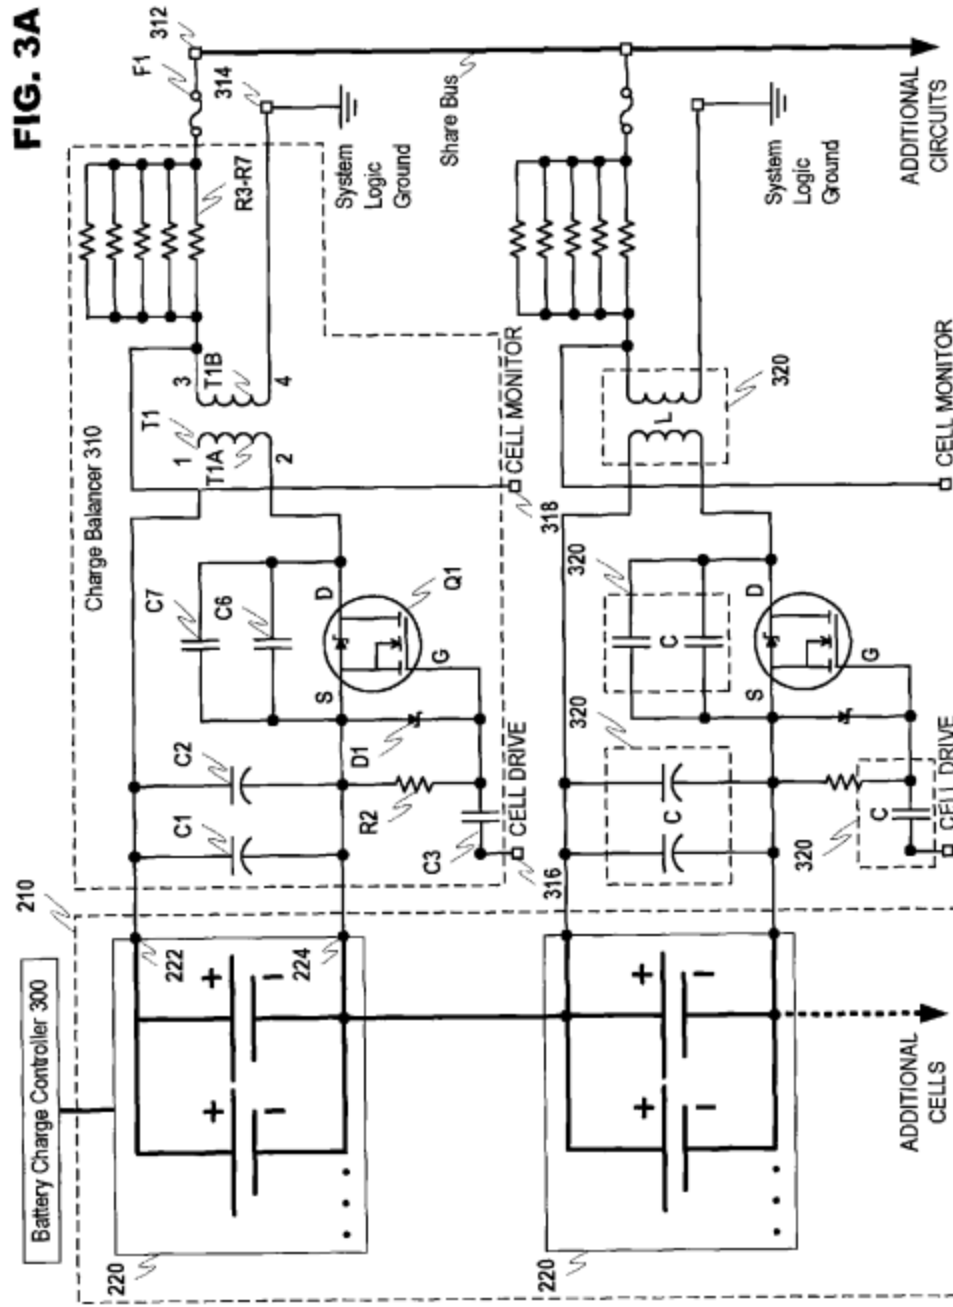 FIG. 3A
Charge Balancer 310
Battery Charge Controller 300
210
220
222
224
C1
C2
C7
C6
T1
1
3
T1A
T1B
2
4
R3-R7
F1
312
314
System
Logic
Ground
Share Bus
D
S
G
Q1
D1
R2
C3
316
CELL DRIVE
318
CELL MONITOR
220
320
C
320
C
320
C
L
320
D
S
G
System
Logic
Ground
CELL DRIVE
CELL MONITOR
ADDITIONAL
CELLS
ADDITIONAL
CIRCUITS